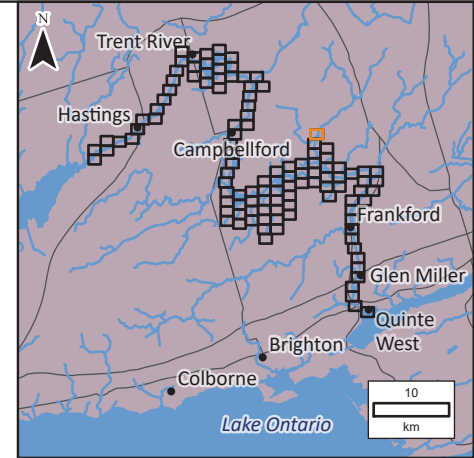 N
Trent River
Hastings
Campbellford
Frankford
Glen Miller
Quinte
West
Brighton
Colborne
Lake Ontario
10
km